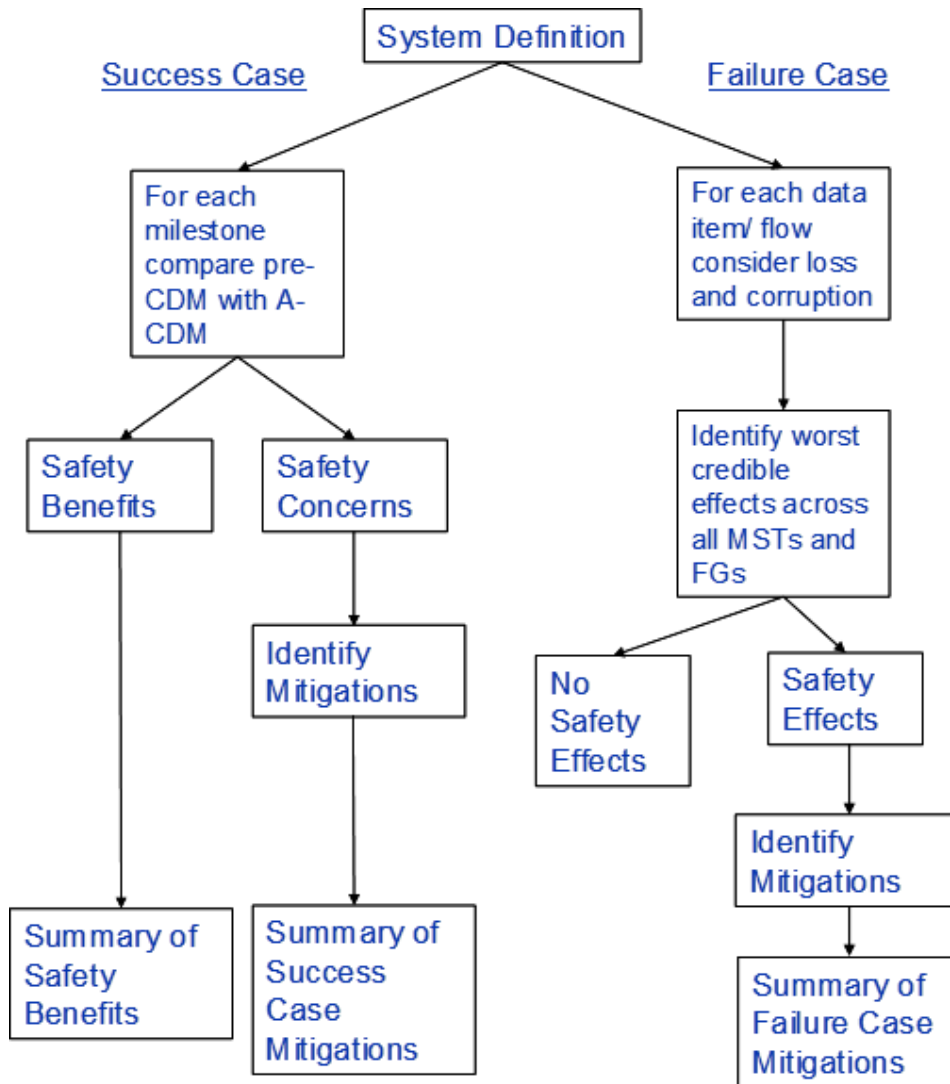 System Definition
Success Case
Failure Case
For each
milestone
compare pre-
CDM with A-
CDM
For each data
item/ flow
consider loss
and corruption
Safety
Benefits
Safety
Concerns
Identify worst
credible
effects across
all MSTs and
FGs
Identify
Mitigations
No
Safety
Effects
Safety
Effects
Identify
Mitigations
Summary of
Safety
Benefits
Summary of
Success
Case
Mitigations
Summary of
Failure Case
Mitigations